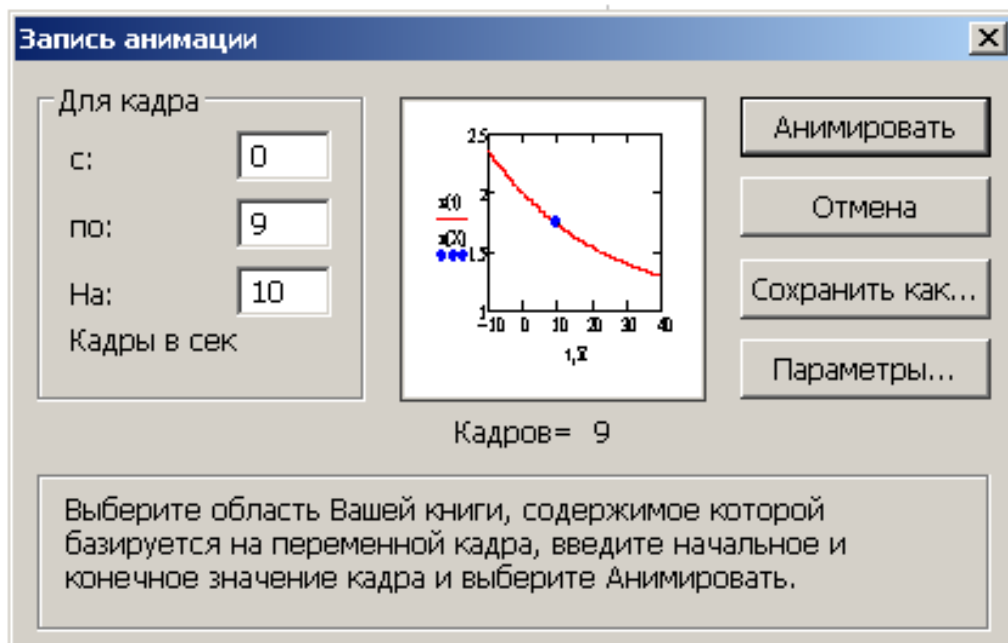 Запись анимации
Для кадра
с: 0
по: 9
На: 10
Кадры в сек
2.5
2
1.5
1
x(t)
x(X)
−10 0 10 20 30 40
t,X
Кадров= 9
Анимировать
Отмена
Сохранить как...
Параметры...
Выберите область Вашей книги, содержимое которой
базируется на переменной кадра, введите начальное и
конечное значение кадра и выберите Анимировать.